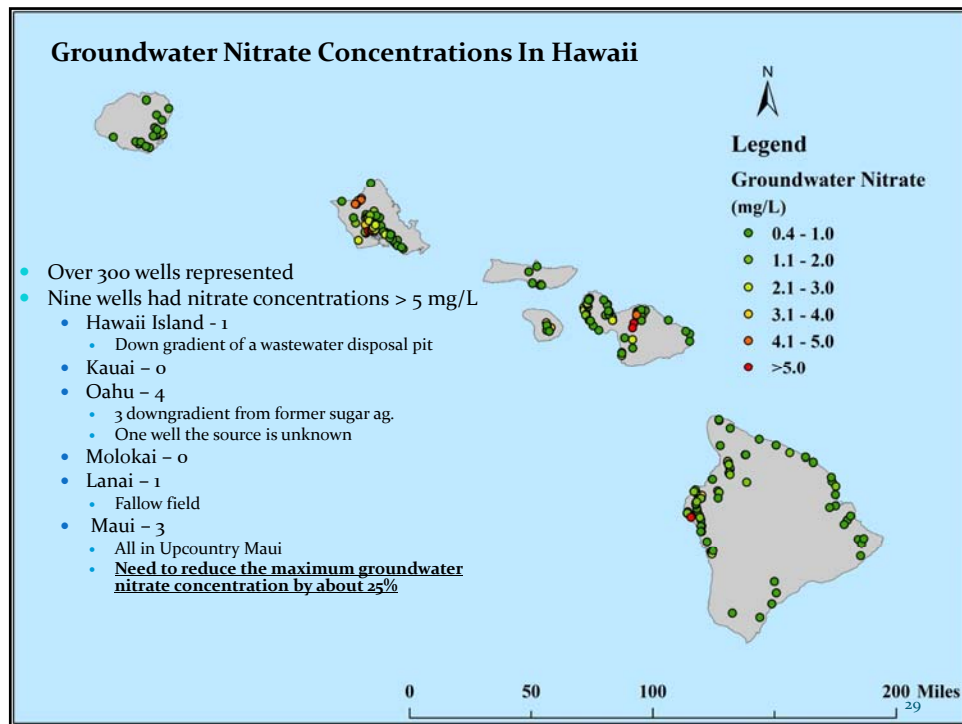 Groundwater Nitrate Concentrations In Hawaii
N
Legend
Groundwater Nitrate
(mg/L)
0.4 - 1.0
1.1 - 2.0
2.1 - 3.0
3.1 - 4.0
4.1 - 5.0
>5.0
• Over 300 wells represented
• Nine wells had nitrate concentrations > 5 mg/L
• Hawaii Island - 1
• Down gradient of a wastewater disposal pit
• Kauai – 0
• Oahu – 4
• 3 downgradient from former sugar ag.
• One well the source is unknown
• Molokai – 0
• Lanai – 1
• Fallow field
• Maui – 3
• All in Upcountry Maui
• Need to reduce the maximum groundwater
nitrate concentration by about 25%
0 50 100 200 Miles
29